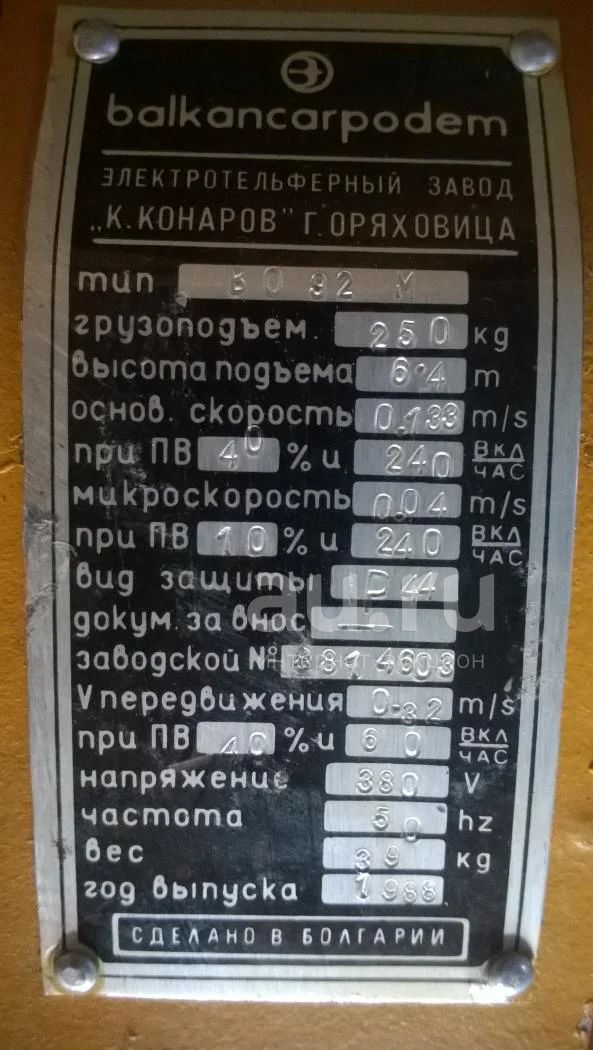 balkancarpodem
ЭЛЕКТРОТЕЛЬФЕРНЫЙ ЗАВОД
„К.КОНАРОВ" Г. ОРЯХОВИЦА
тип
грузоподъем 250 kg
высота подъема 6.4 m
основ. скорость 0.133 m/s
при ПВ 40 % и 240 ВКЛ/ЧАС
микроскорость 0.04 m/s
при ПВ 10 % и 240 ВКЛ/ЧАС
вид защиты P44
докум. за внос
заводской №
V передвижения 0.32 m/s
при ПВ 40 % и 60 ВКЛ/ЧАС
напряжение 380 V
частота 50 hz
вес 39 kg
год выпуска 1988
СДЕЛАНО В БОЛГАРИИ
au.ru